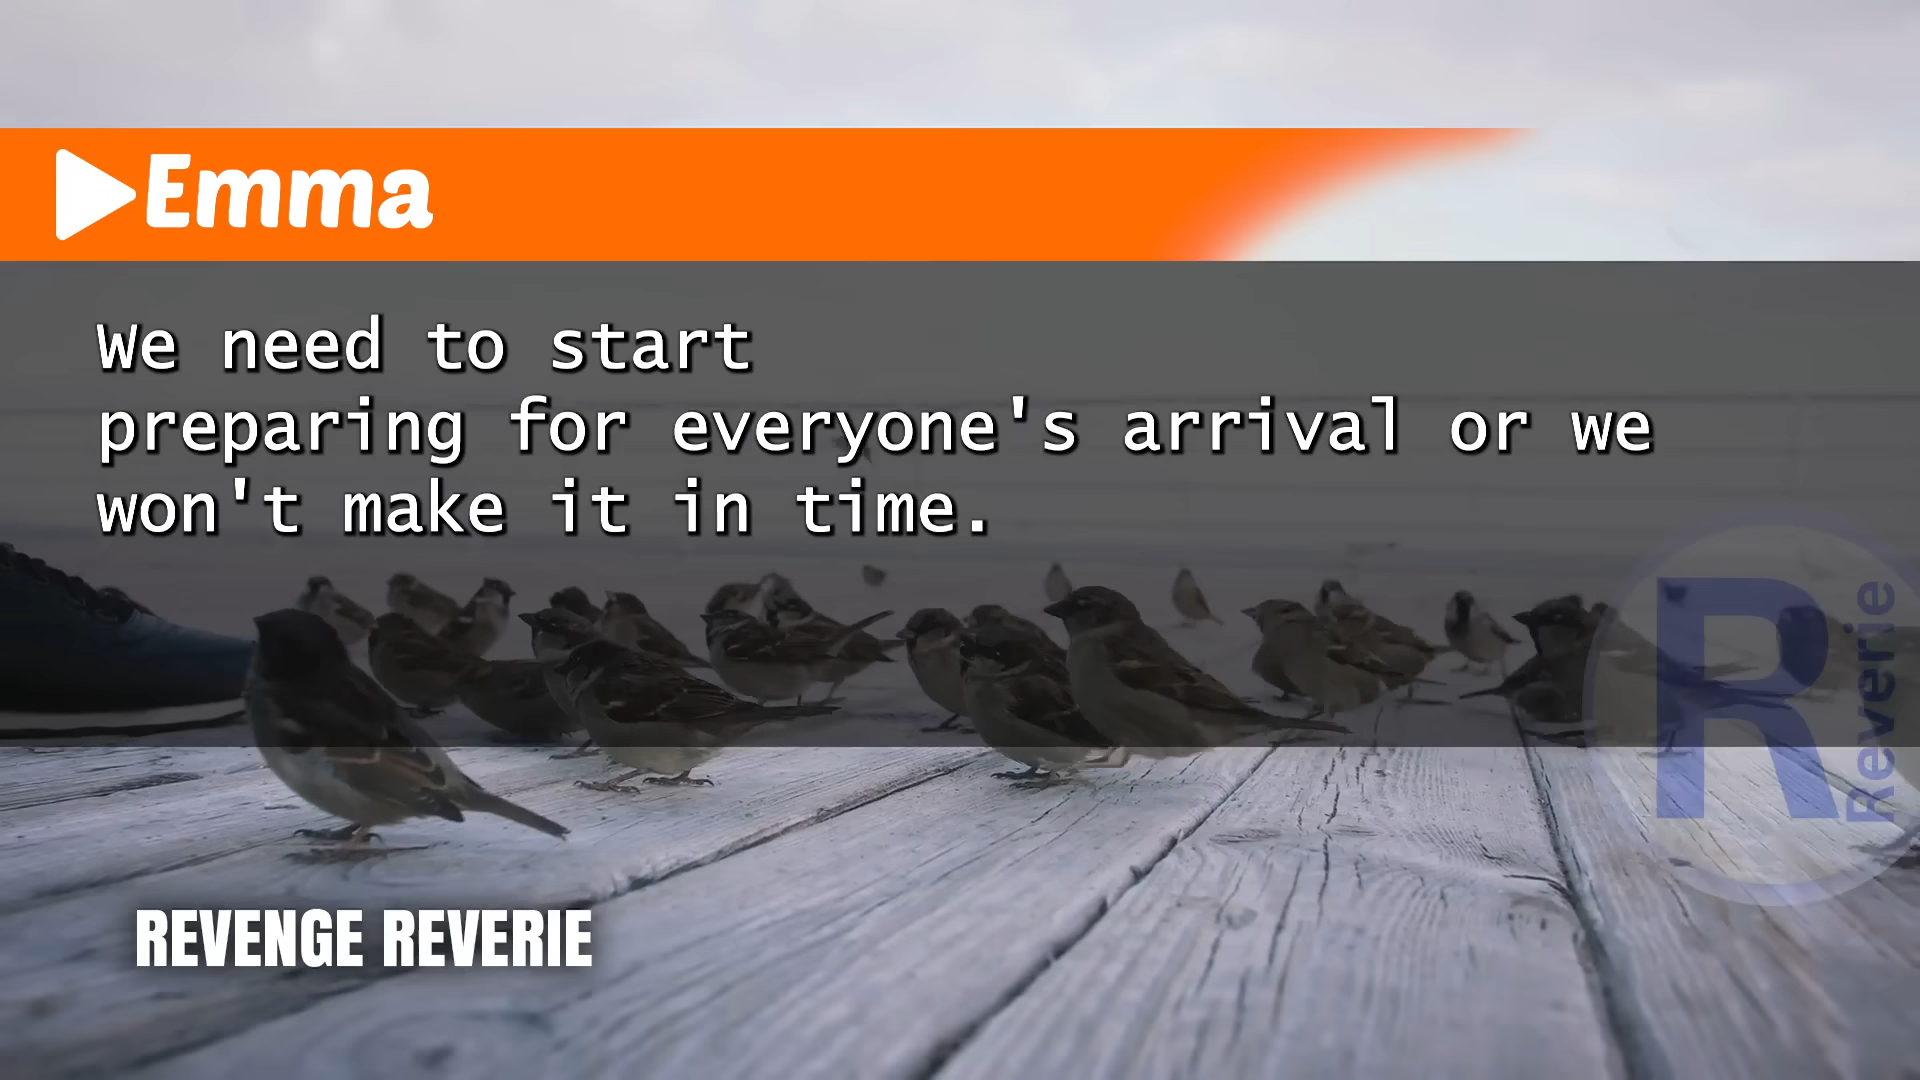 Emma
We need to start
preparing for everyone's arrival or we
won't make it in time.
R
Reverie
REVENGE REVERIE